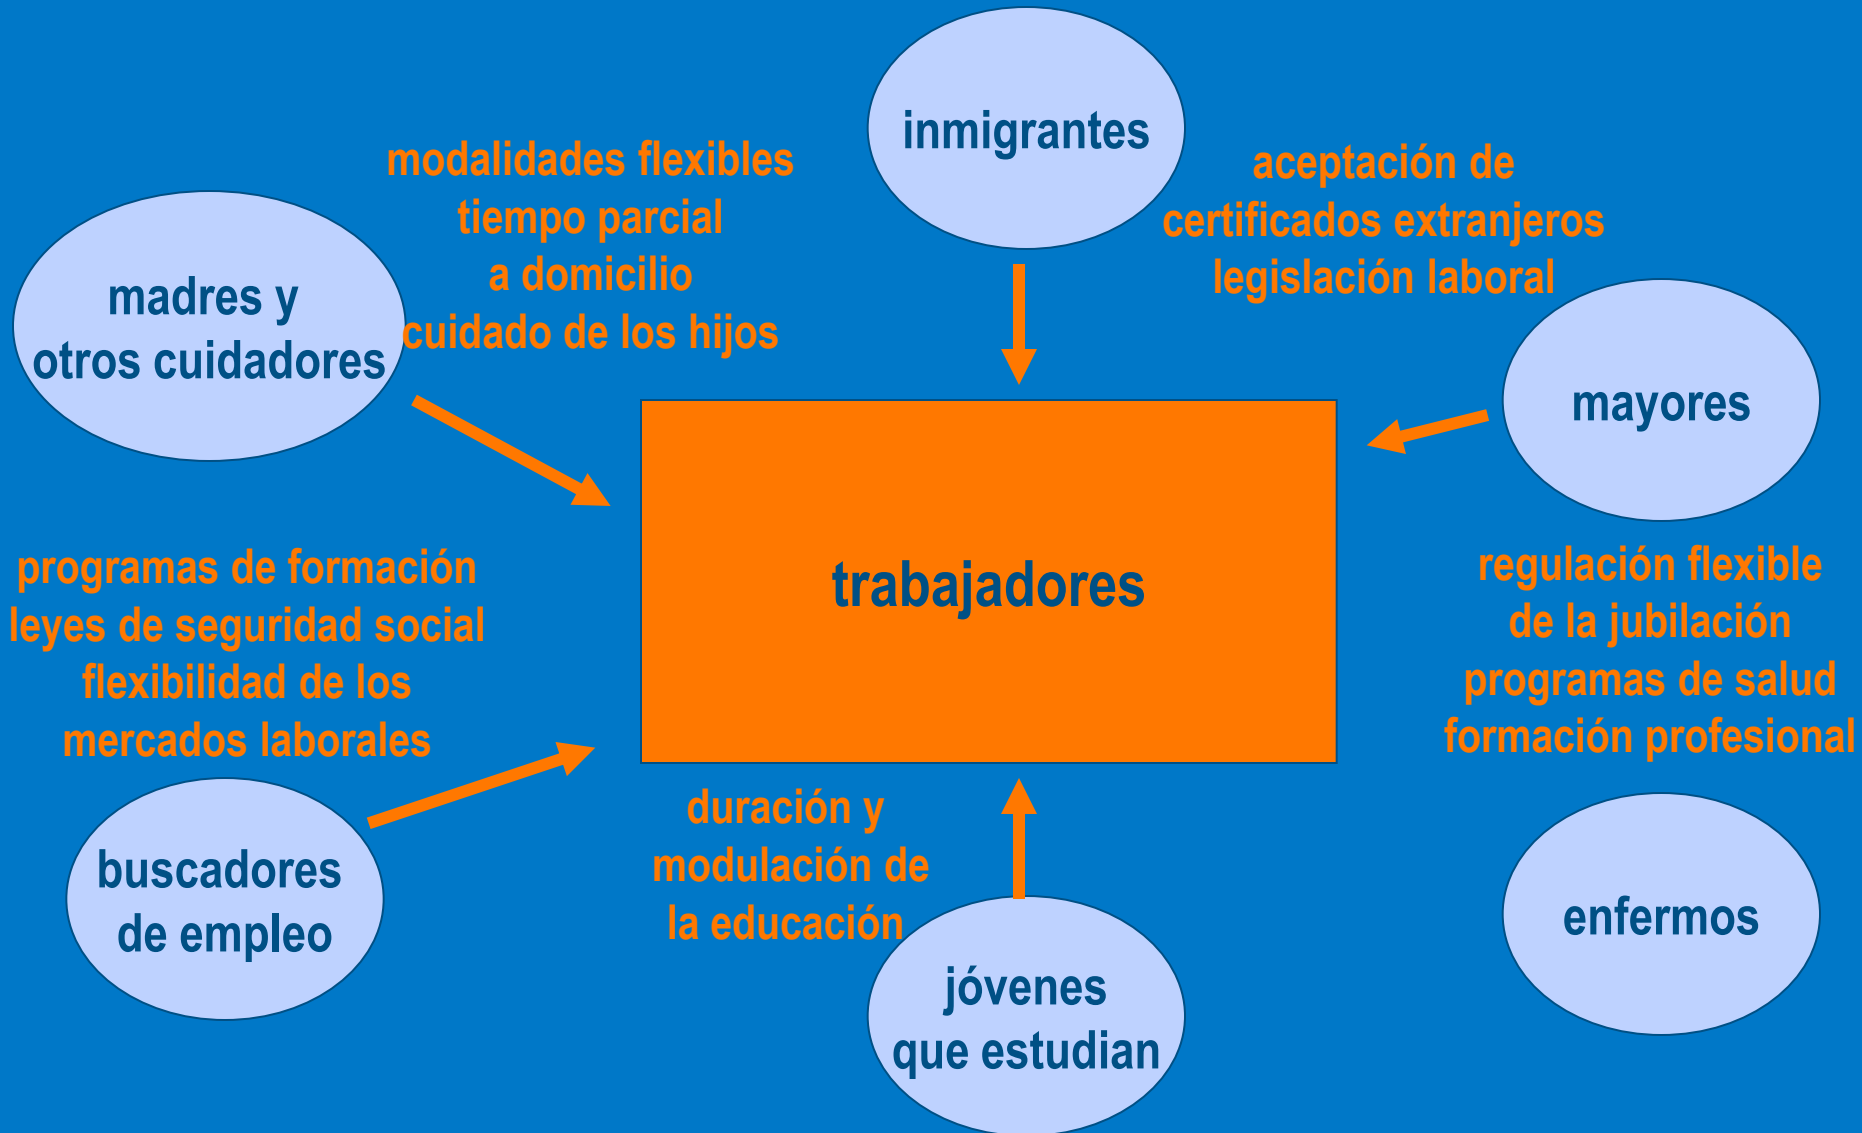 inmigrantes
modalidades flexibles
tiempo parcial
a domicilio
cuidado de los hijos
aceptación de
certificados extranjeros
legislación laboral
madres y
otros cuidadores
mayores
trabajadores
programas de formación
leyes de seguridad social
flexibilidad de los
mercados laborales
regulación flexible
de la jubilación
programas de salud
formación profesional
buscadores
de empleo
duración y
modulación de
la educación
jóvenes
que estudian
enfermos